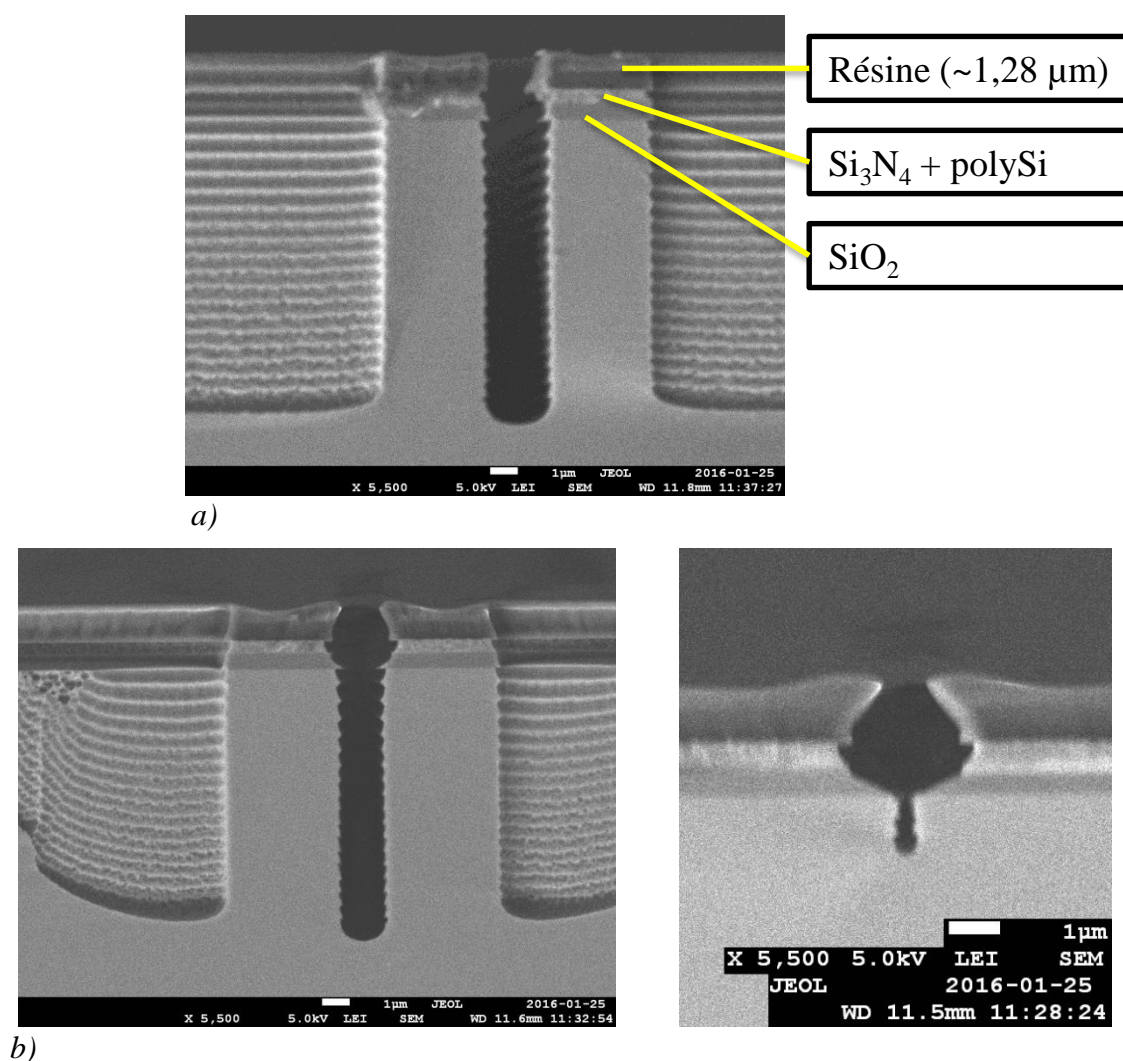 Résine (~1,28 µm)
Si₃N₄ + polySi
SiO₂
1µm JEOL 2016-01-25
X 5,500 5.0kV LEI SEM WD 11.8mm 11:37:27
a)
1µm JEOL 2016-01-25
X 5,500 5.0kV LEI SEM WD 11.6mm 11:32:54
1µm
X 5,500 5.0kV LEI SEM
JEOL 2016-01-25
WD 11.5mm 11:28:24
b)